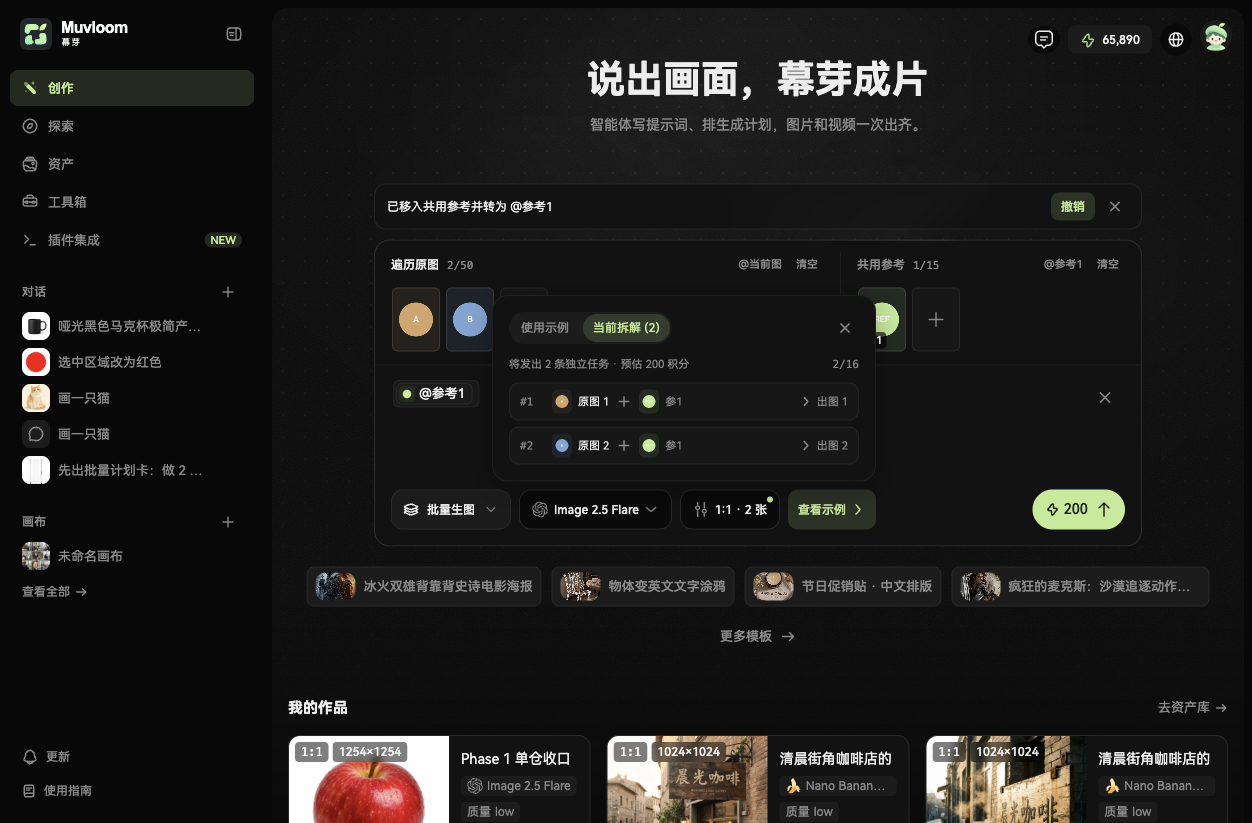 Muvloom
幕芽
创作
探索
资产
工具箱
插件集成 NEW
对话
哑光黑色马克杯极简产...
选中区域改为红色
画一只猫
画一只猫
先出批量计划卡：做 2 ...
画布
未命名画布
查看全部
更新
使用指南
65,890
说出画面，幕芽成片
智能体写提示词、排生成计划，图片和视频一次出齐。
已移入共用参考并转为 @参考1 撤销
遍历原图 2/50 @当前图 清空
共用参考 1/15 @参考1 清空
A B
1
@参考1
使用示例 当前拆解 (2)
将发出 2 条独立任务 · 预估 200 积分 2/16
#1 原图 1 参1 出图 1
#2 原图 2 参1 出图 2
批量生图 Image 2.5 Flare 1:1 · 2 张 查看示例 200
冰火双雄背靠背史诗电影海报 物体变英文文字涂鸦 节日促销贴 · 中文排版 疯狂的麦克斯：沙漠追逐动作...
更多模板
我的作品 去资产库
1:1 1254×1254
Phase 1 单仓收口
Image 2.5 Flare
质量 low
1:1 1024×1024
晨光咖啡
清晨街角咖啡店的
Nano Banan...
质量 low
1:1 1024×1024
晨光咖啡
清晨街角咖啡店的
Nano Banan...
质量 low